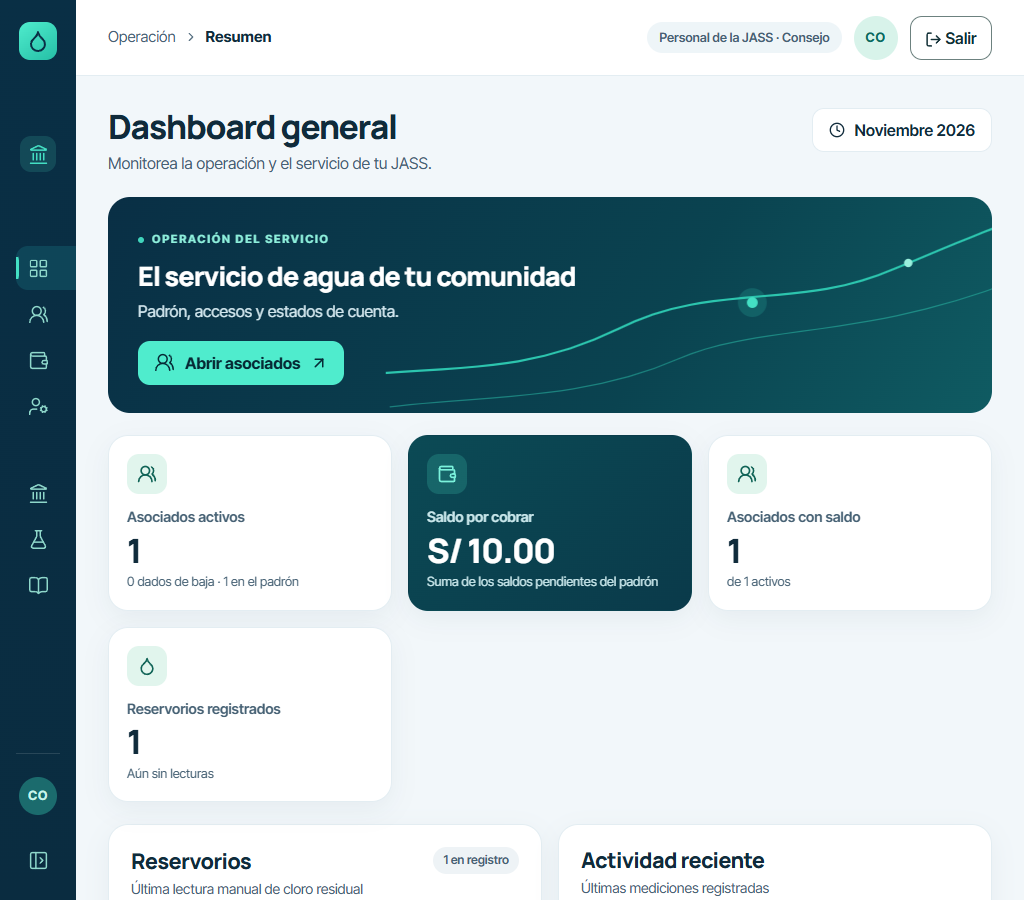 Operación > Resumen
Personal de la JASS · Consejo
CO
Salir
Dashboard general
Monitorea la operación y el servicio de tu JASS.
Noviembre 2026
OPERACIÓN DEL SERVICIO
El servicio de agua de tu comunidad
Padrón, accesos y estados de cuenta.
Abrir asociados
Asociados activos
1
0 dados de baja · 1 en el padrón
Saldo por cobrar
S/ 10.00
Suma de los saldos pendientes del padrón
Asociados con saldo
1
de 1 activos
Reservorios registrados
1
Aún sin lecturas
CO
Reservorios
1 en registro
Última lectura manual de cloro residual
Actividad reciente
Últimas mediciones registradas